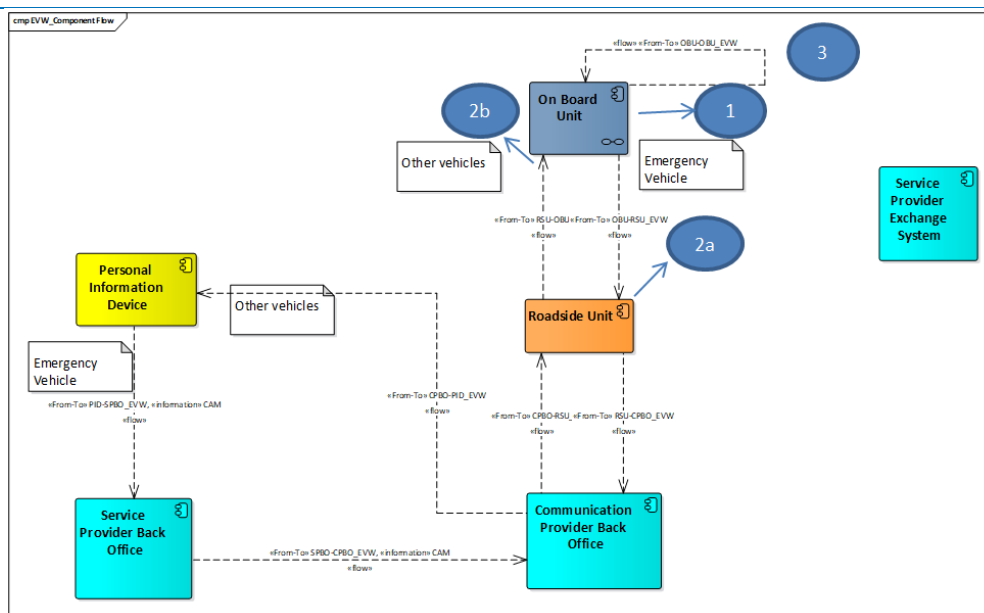 cmp EVW_Component Flow
«flow» «From-To» OBU-OBU_EVW
3
On Board
Unit
2b
1
Other vehicles
Emergency
Vehicle
Service
Provider
Exchange
System
«From-To» RSU-OBU
«flow»
«From-To» OBU-RSU_EVW
«flow»
2a
Personal
Information
Device
Other vehicles
Roadside Unit
Emergency
Vehicle
«From-To» PID-SPBO_EVW, «information» CAM
«flow»
«From-To» CPBO-PID_EVW
«flow»
«From-To» CPBO-RSU_
«flow»
«From-To» RSU-CPBO_EVW
«flow»
Service
Provider Back
Office
Communication
Provider Back
Office
«From-To» SPBO-CPBO_EVW, «information» CAM
«flow»